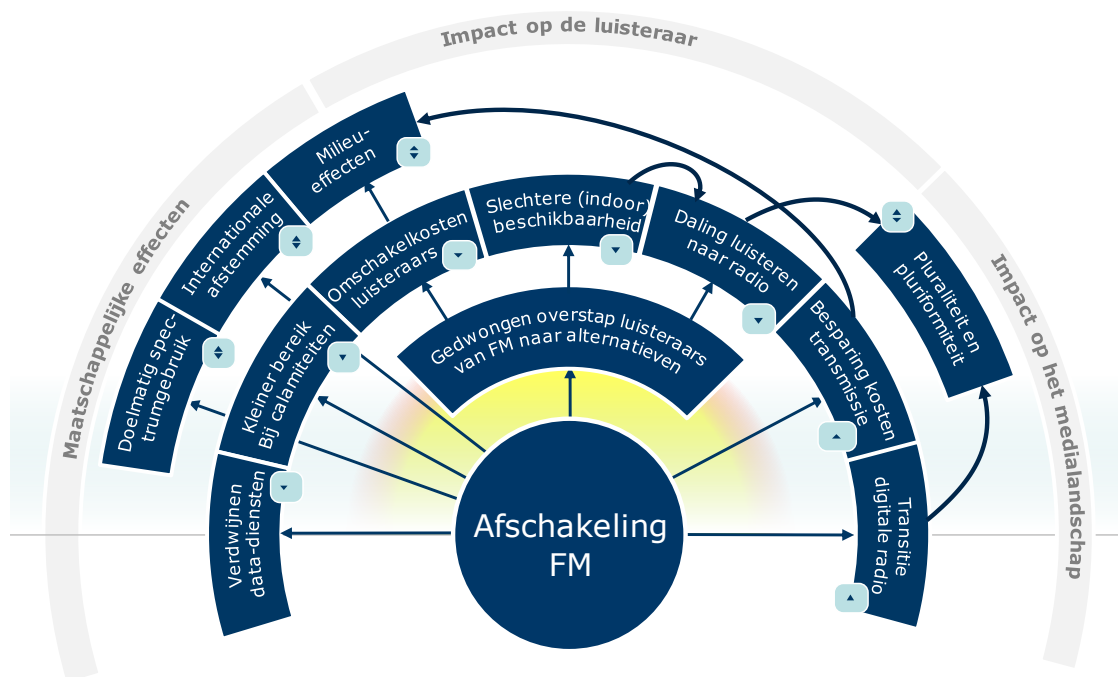 Impact op de luisteraar
Maatschappelijke effecten
Impact op het medialandschap
Milieu-
effecten
Internationale
afstemming
Doelmatig spec-
trumgebruik
Slechtere (indoor)
beschikbaarheid
Omschakelkosten
luisteraars
Daling luisteren
naar radio
Kleiner bereik
Bij calamiteiten
Verdwijnen
data-diensten
Besparing kosten
transmissie
Transitie
digitale radio
Pluraliteit en
pluriformiteit
Gedwongen overstap luisteraars
van FM naar alternatieven
Afschakeling
FM